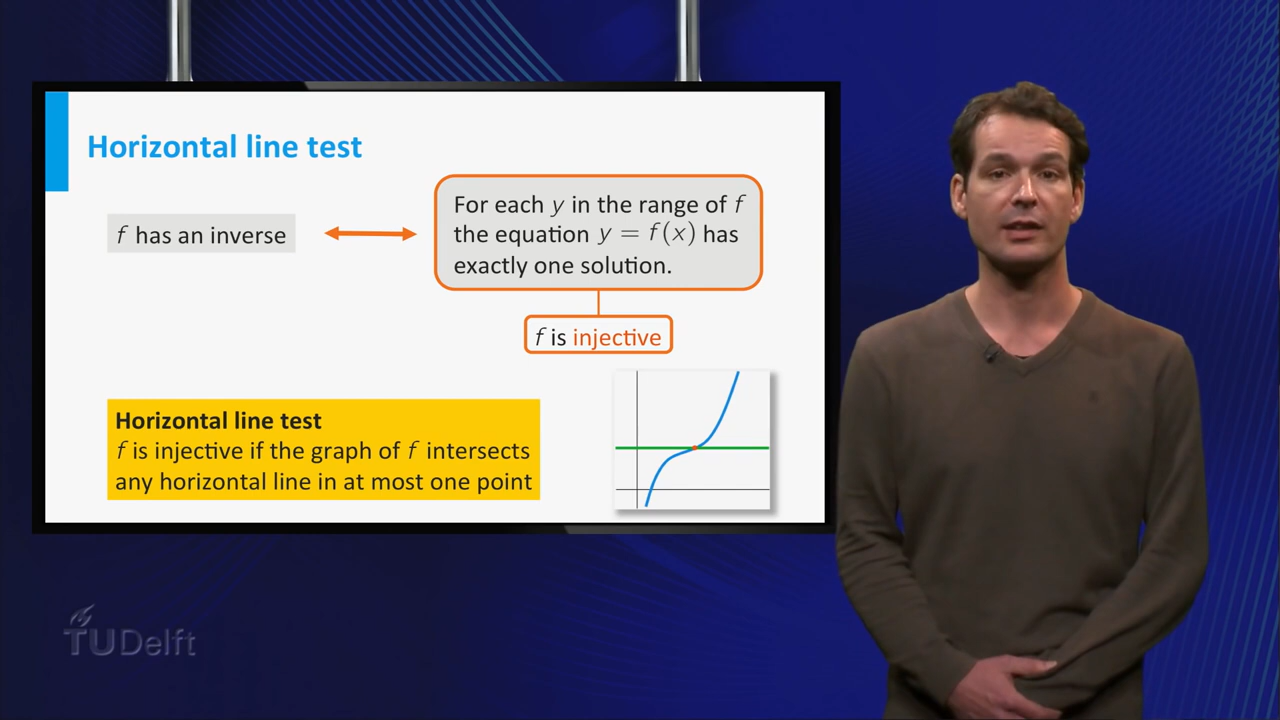 Horizontal line test
f has an inverse
For each y in the range of f
the equation y = f(x) has
exactly one solution.
f is injective
Horizontal line test
f is injective if the graph of f intersects
any horizontal line in at most one point
TUDelft